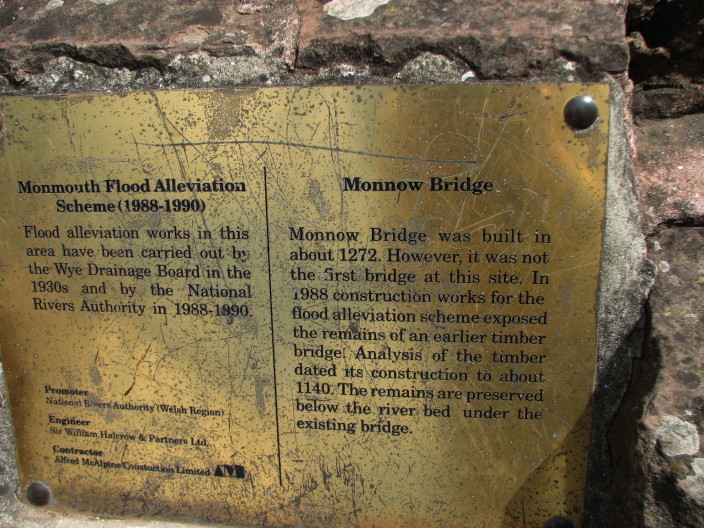 Monmouth Flood Alleviation
Scheme (1988-1990)
Flood alleviation works in this
area have been carried out by
the Wye Drainage Board in the
1930s and by the National
Rivers Authority in 1988-1990.
Promoter
National Rivers Authority (Welsh Region)
Engineer
Sir William Halcrow & Partners Ltd.
Contractor
Alfred McAlpine Construction Limited
Monnow Bridge
Monnow Bridge was built in
about 1272. However, it was not
the first bridge at this site. In
1988 construction works for the
flood alleviation scheme exposed
the remains of an earlier timber
bridge. Analysis of the timber
dated its construction to about
1140. The remains are preserved
below the river bed under the
existing bridge.